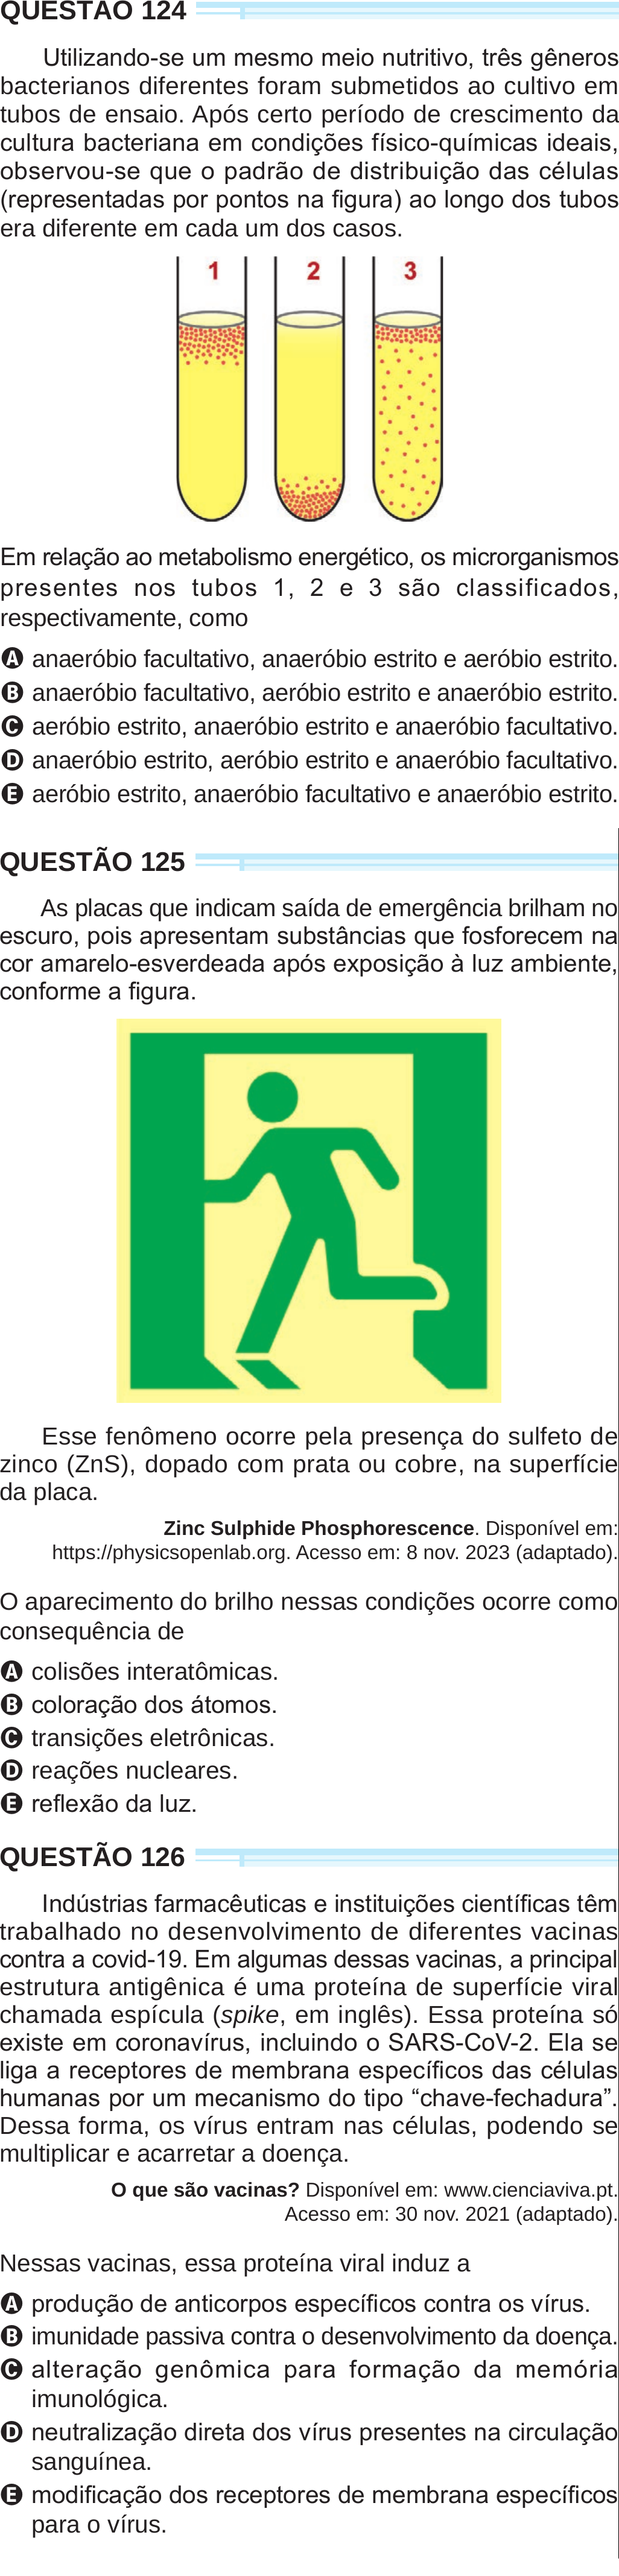 QUESTÃO 124
Utilizando-se um mesmo meio nutritivo, três gêneros
bacterianos diferentes foram submetidos ao cultivo em
tubos de ensaio. Após certo período de crescimento da
cultura bacteriana em condições físico-químicas ideais,
observou-se que o padrão de distribuição das células
(representadas por pontos na figura) ao longo dos tubos
era diferente em cada um dos casos.
1 2 3
Em relação ao metabolismo energético, os microrganismos
presentes nos tubos 1, 2 e 3 são classificados,
respectivamente, como
A anaeróbio facultativo, anaeróbio estrito e aeróbio estrito.
B anaeróbio facultativo, aeróbio estrito e anaeróbio estrito.
C aeróbio estrito, anaeróbio estrito e anaeróbio facultativo.
D anaeróbio estrito, aeróbio estrito e anaeróbio facultativo.
E aeróbio estrito, anaeróbio facultativo e anaeróbio estrito.
QUESTÃO 125
As placas que indicam saída de emergência brilham no
escuro, pois apresentam substâncias que fosforecem na
cor amarelo-esverdeada após exposição à luz ambiente,
conforme a figura.
Esse fenômeno ocorre pela presença do sulfeto de
zinco (ZnS), dopado com prata ou cobre, na superfície
da placa.
Zinc Sulphide Phosphorescence. Disponível em:
https://physicsopenlab.org. Acesso em: 8 nov. 2023 (adaptado).
O aparecimento do brilho nessas condições ocorre como
consequência de
A colisões interatômicas.
B coloração dos átomos.
C transições eletrônicas.
D reações nucleares.
E reflexão da luz.
QUESTÃO 126
Indústrias farmacêuticas e instituições científicas têm
trabalhado no desenvolvimento de diferentes vacinas
contra a covid-19. Em algumas dessas vacinas, a principal
estrutura antigênica é uma proteína de superfície viral
chamada espícula (spike, em inglês). Essa proteína só
existe em coronavírus, incluindo o SARS-CoV-2. Ela se
liga a receptores de membrana específicos das células
humanas por um mecanismo do tipo “chave-fechadura”.
Dessa forma, os vírus entram nas células, podendo se
multiplicar e acarretar a doença.
O que são vacinas? Disponível em: www.cienciaviva.pt.
Acesso em: 30 nov. 2021 (adaptado).
Nessas vacinas, essa proteína viral induz a
A produção de anticorpos específicos contra os vírus.
B imunidade passiva contra o desenvolvimento da doença.
C alteração genômica para formação da memória
imunológica.
D neutralização direta dos vírus presentes na circulação
sanguínea.
E modificação dos receptores de membrana específicos
para o vírus.